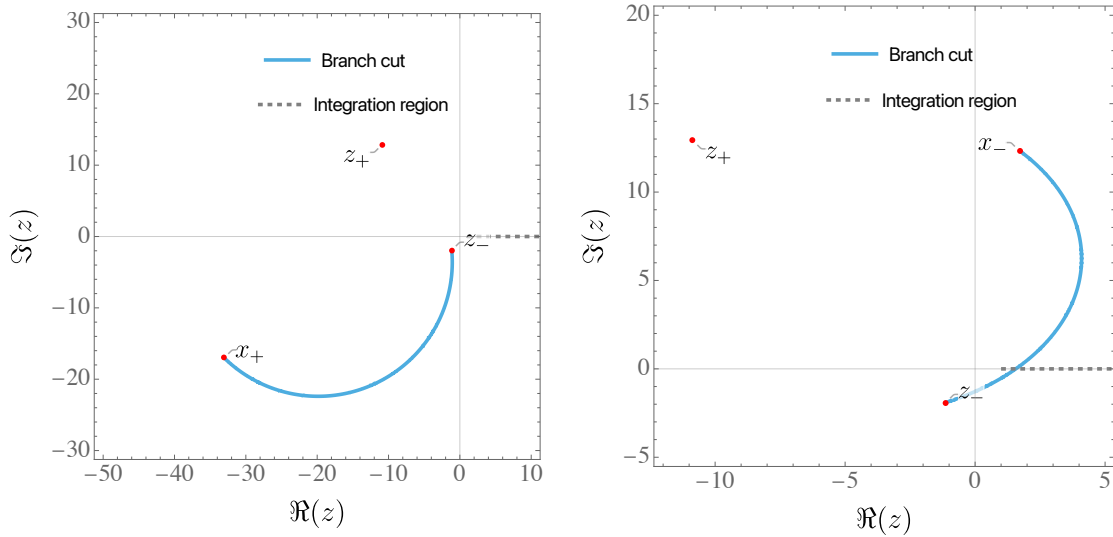 30
20
10
0
−10
−20
−30
−50
−40
−30
−20
−10
0
10
ℑ(z)
ℜ(z)
Branch cut
Integration region
z₊
z₋
x₊
20
15
10
5
0
−5
−10
−5
0
5
ℑ(z)
ℜ(z)
Branch cut
Integration region
z₊
x₋
z₋